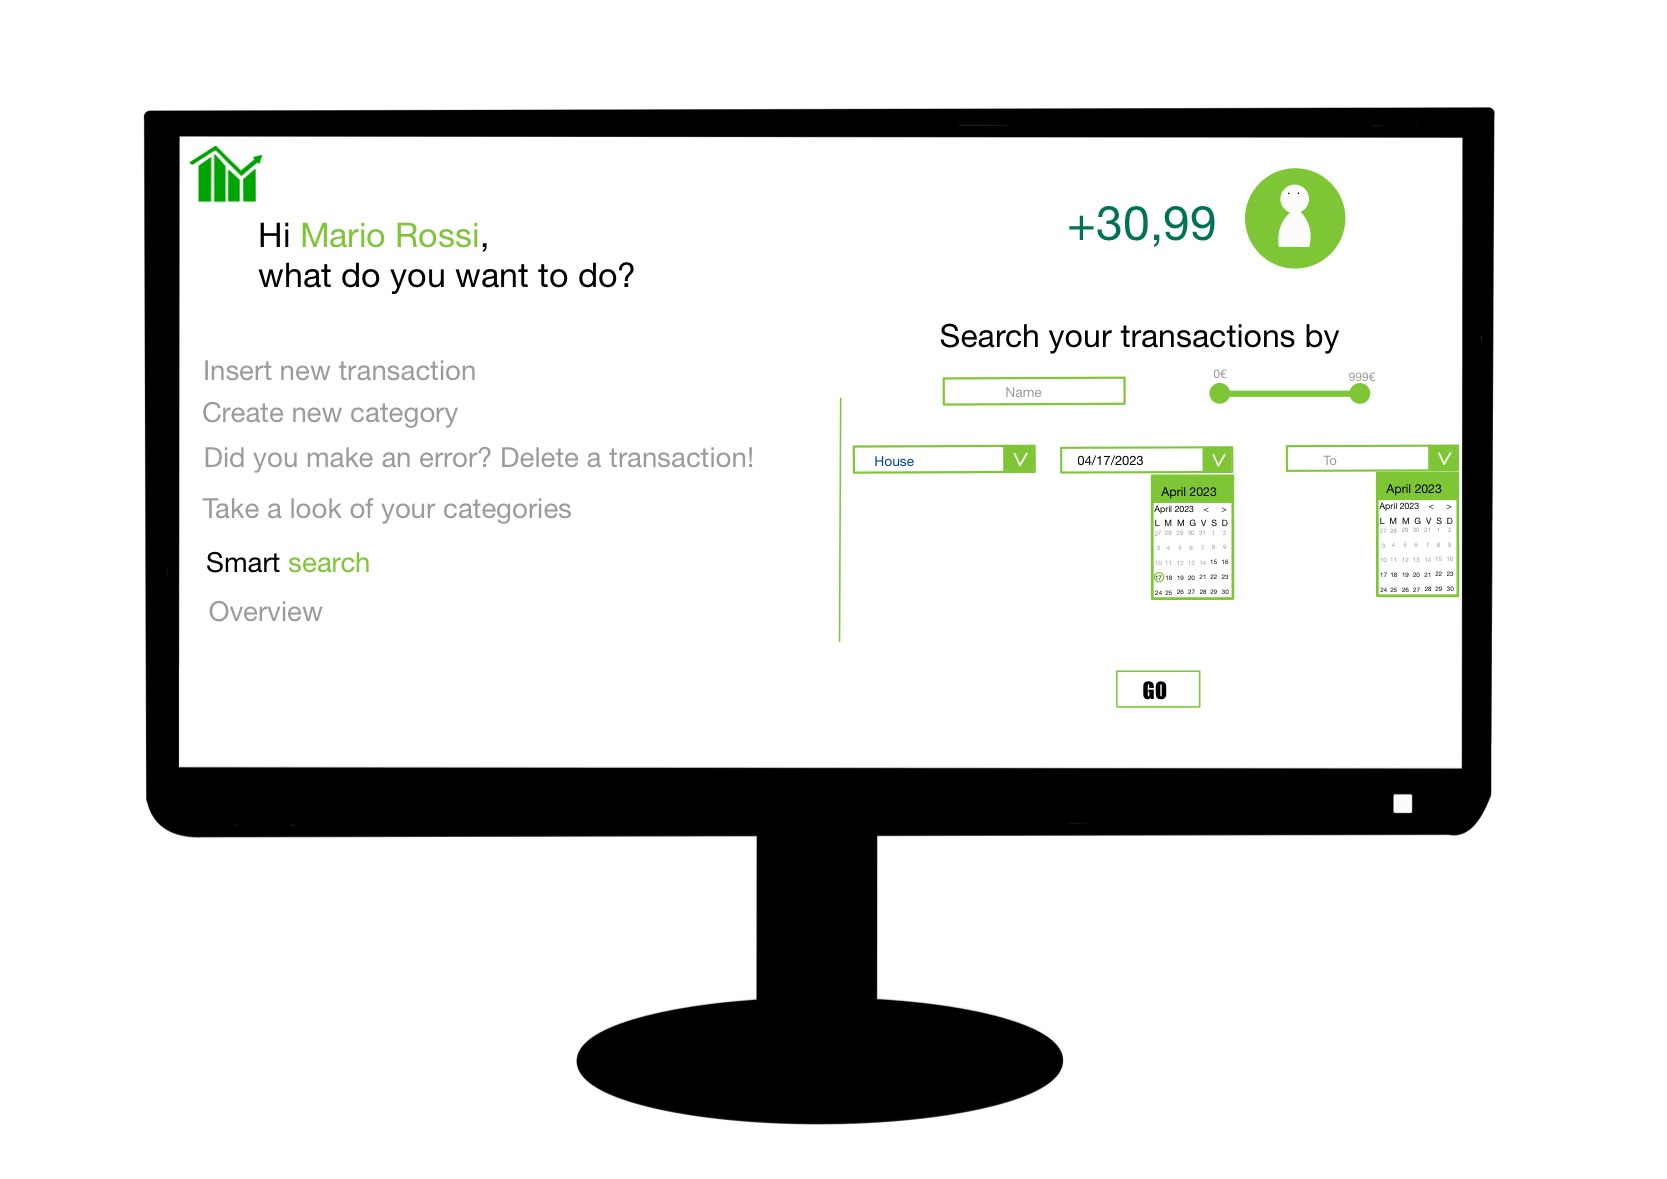 Hi Mario Rossi,
what do you want to do?
+30,99
Insert new transaction
Create new category
Did you make an error? Delete a transaction!
Take a look of your categories
Smart search
Overview
Search your transactions by
Name
0€
999€
House
V
04/17/2023
V
To
V
April 2023
April 2023 < >
L M M G V S D
27 28 29 30 31 1 2
3 4 5 6 7 8 9
10 11 12 13 14 15 16
17 18 19 20 21 22 23
24 25 26 27 28 29 30
April 2023
April 2023 < >
L M M G V S D
27 28 29 30 31 1 2
3 4 5 6 7 8 9
10 11 12 13 14 15 16
17 18 19 20 21 22 23
24 25 26 27 28 29 30
GO